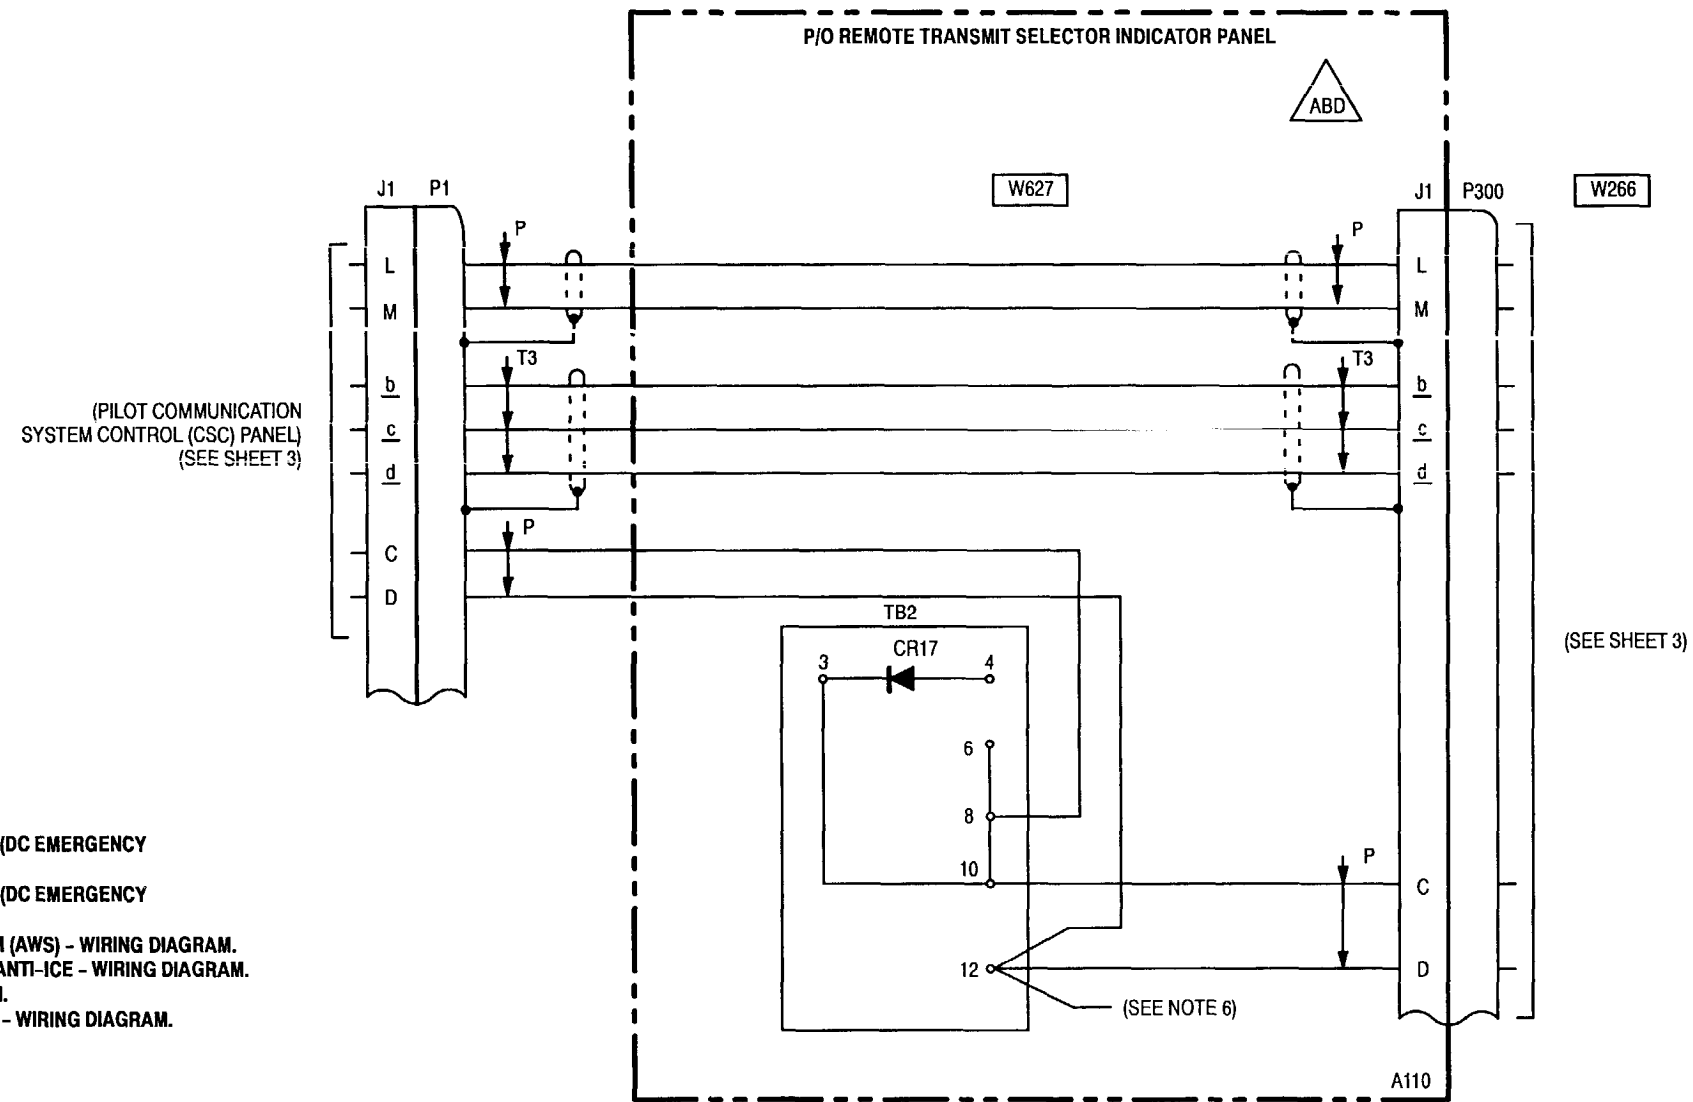 P/O REMOTE TRANSMIT SELECTOR INDICATOR PANEL
ABD
W627
W266
J1 P1
J1 P300
P
P
L
L
M
M
T3
T3
b
b
(PILOT COMMUNICATION
SYSTEM CONTROL (CSC) PANEL)
(SEE SHEET 3)
c
c
d
d
P
C
D
TB2
CR17
3
4
(SEE SHEET 3)
6
8
10
P
C
12
D
(SEE NOTE 6)
A110
(DC EMERGENCY
(DC EMERGENCY
(AWS) – WIRING DIAGRAM.
ANTI–ICE – WIRING DIAGRAM.
– WIRING DIAGRAM.